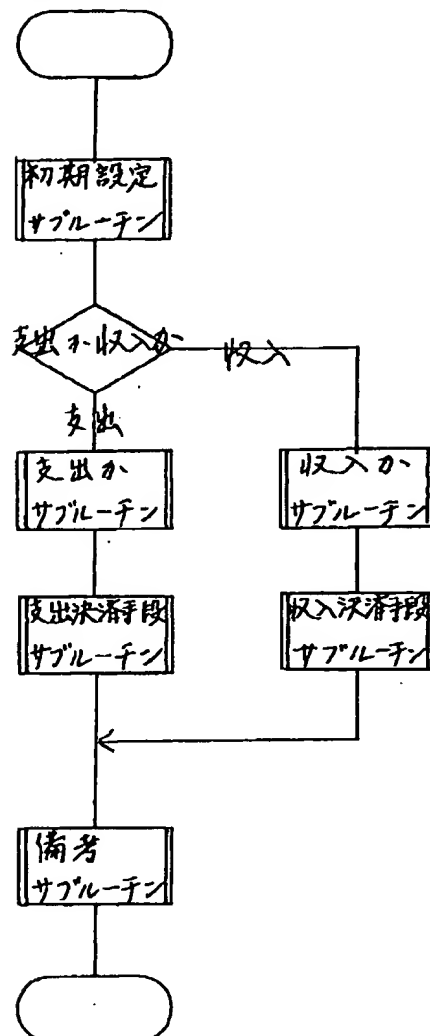 初期設定
サブルーチン
支出か収入か
収入
支出
支出か
サブルーチン
収入か
サブルーチン
支出決済手段
サブルーチン
収入決済手段
サブルーチン
備考
サブルーチン